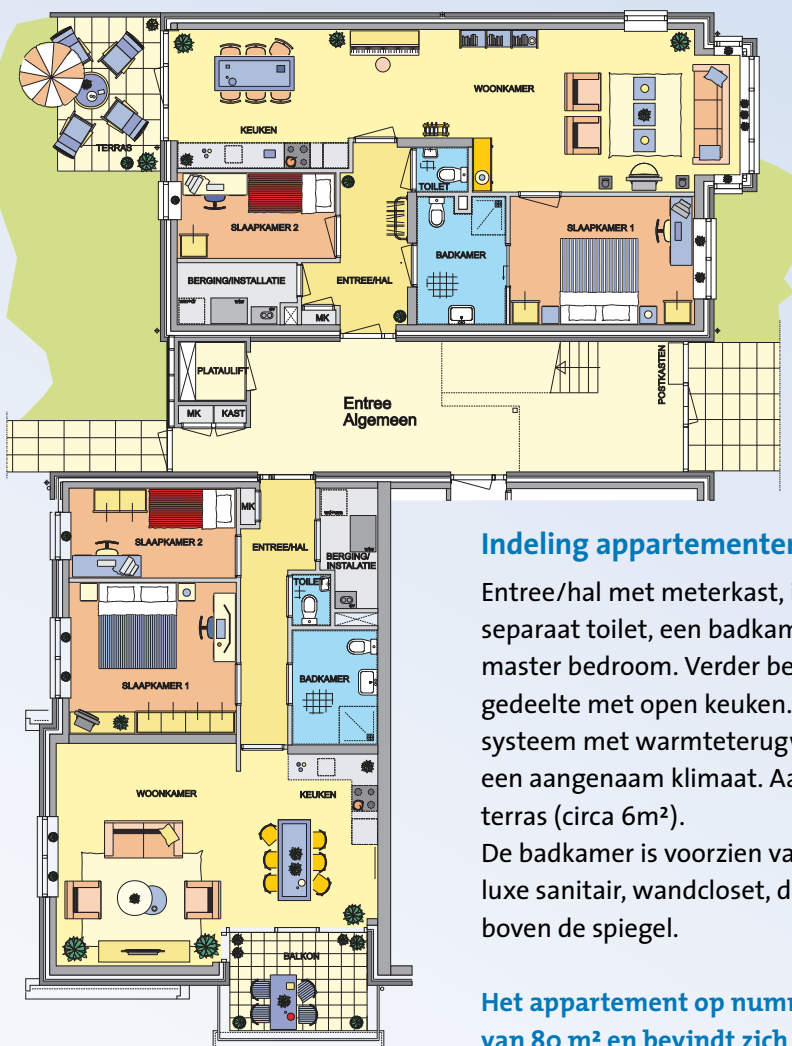 WOONKAMER
KEUKEN
TERRAS
TOILET
SLAAPKAMER 2
SLAAPKAMER 1
BADKAMER
BERGING/INSTALLATIE
ENTREE/HAL
MK
PLATAULIFT
POSTKASTEN
Entree
Algemeen
MK KAST
SLAAPKAMER 2
MK
ENTREE/HAL
BERGING/
INSTALATIE
TOILET
SLAAPKAMER 1
BADKAMER
WOONKAMER
KEUKEN
BALKON
Indeling appartementen
Entree/hal met meterkast,
separaat toilet, een badkam
master bedroom. Verder be
gedeelte met open keuken.
systeem met warmteterugv
een aangenaam klimaat. Aa
terras (circa 6m²).
De badkamer is voorzien va
luxe sanitair, wandcloset, d
boven de spiegel.
Het appartement op numm
van 80 m² en bevindt zich